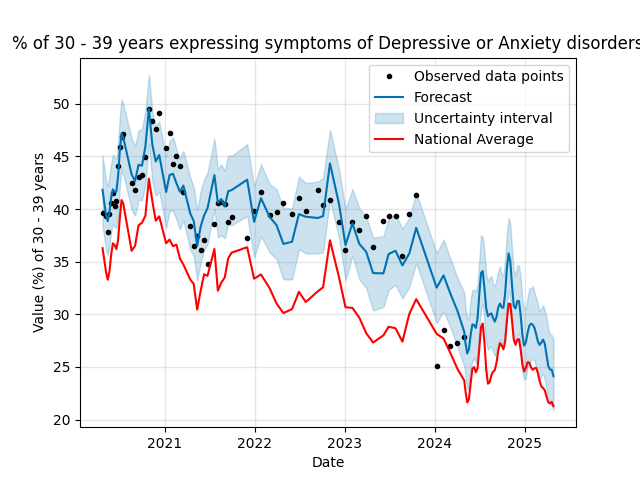 % of 30 - 39 years expressing symptoms of Depressive or Anxiety disorders
Observed data points
Forecast
Uncertainty interval
National Average
Value (%) of 30 - 39 years
50
45
40
35
30
25
20
2021
2022
2023
2024
2025
Date